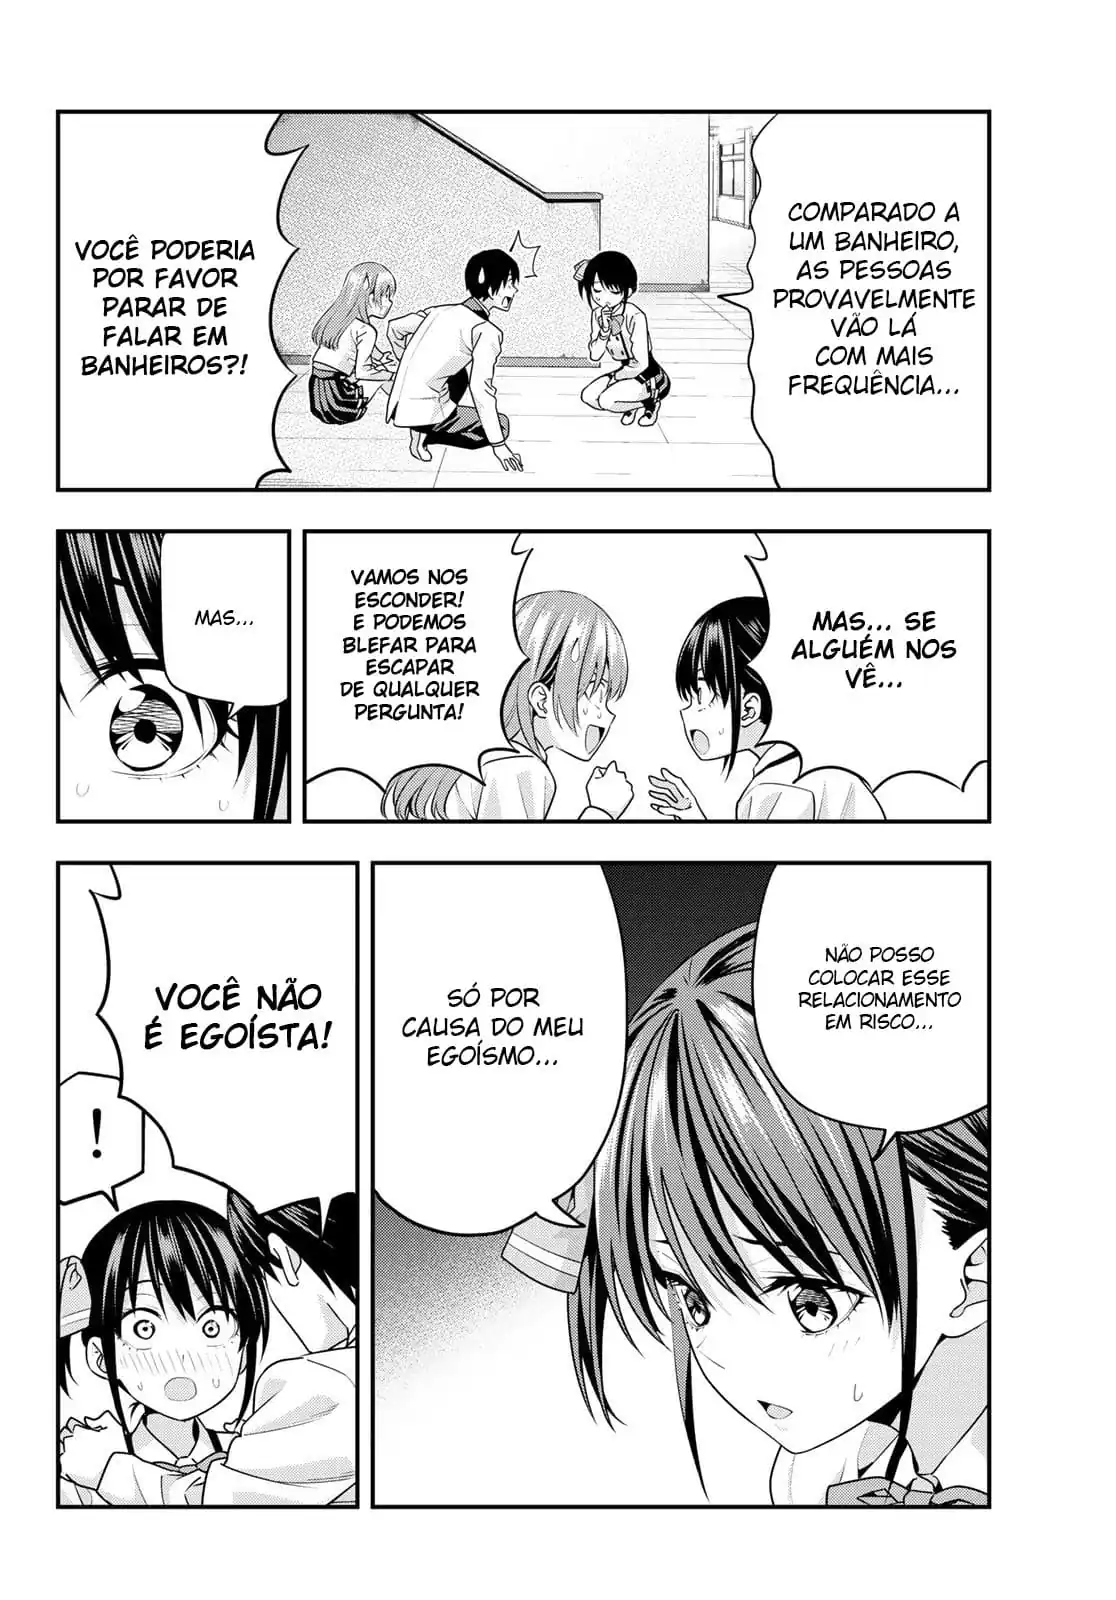 COMPARADO A
UM BANHEIRO,
AS PESSOAS
PROVAVELMENTE
VÃO LÁ
COM MAIS
FREQUÊNCIA...
VOCÊ PODERIA
POR FAVOR
PARAR DE
FALAR EM
BANHEIROS?!
MAS... SE
ALGUÉM NOS
VÊ...
VAMOS NOS
ESCONDER!
E PODEMOS
BLEFAR PARA
ESCAPAR
DE QUALQUER
PERGUNTA!
MAS...
NÃO POSSO
COLOCAR ESSE
RELACIONAMENTO
EM RISCO...
SÓ POR
CAUSA DO MEU
EGOÍSMO...
VOCÊ NÃO
É EGOÍSTA!
!